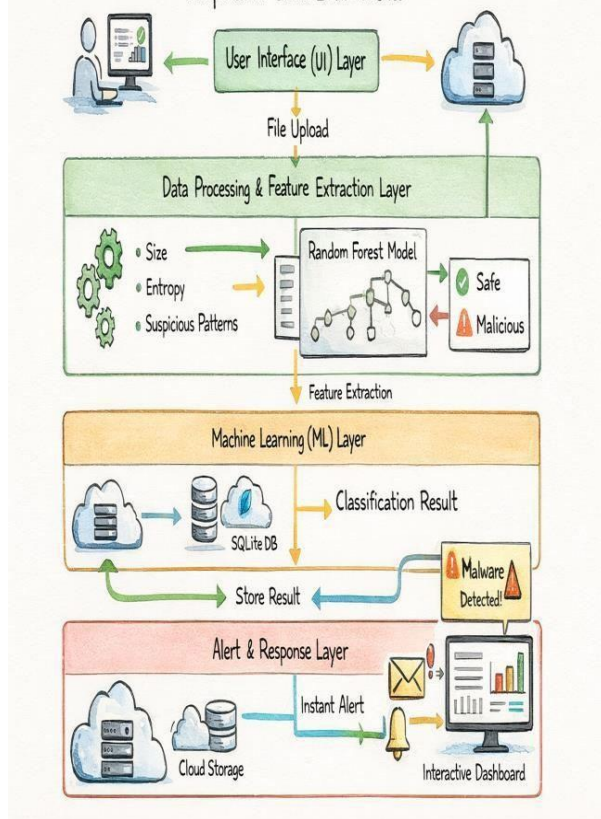 User Interface (UI) Layer
File Upload
Data Processing & Feature Extraction Layer
• Size
• Entropy
• Suspicious Patterns
Random Forest Model
Safe
Malicious
Feature Extraction
Machine Learning (ML) Layer
Classification Result
SQLite DB
Store Result
Malware
Detected!
Alert & Response Layer
Instant Alert
Cloud Storage
Interactive Dashboard